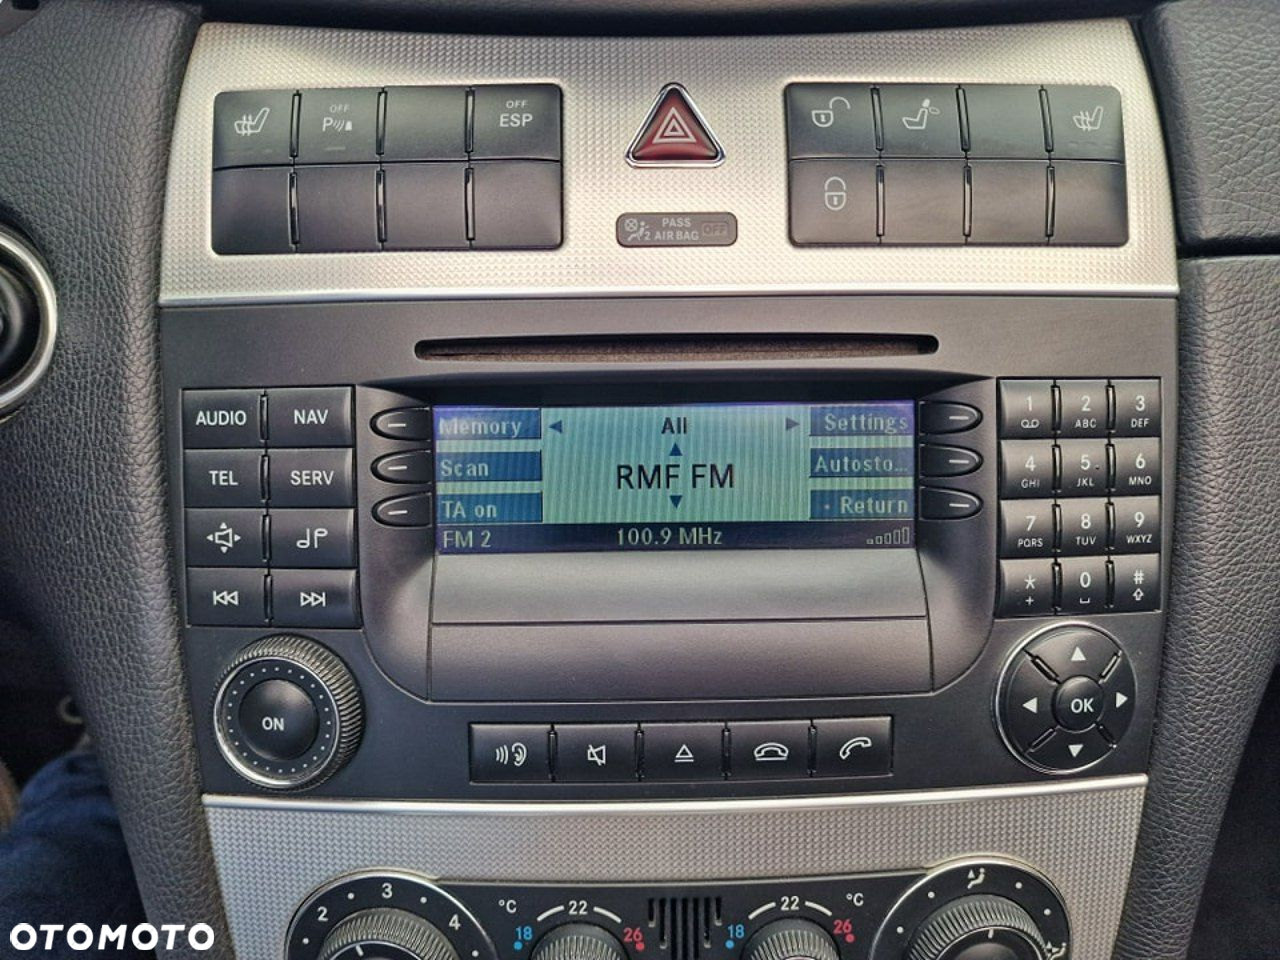 OFF
P
OFF
ESP
PASS
2 AIR BAG OFF
AUDIO NAV
TEL SERV
Memory
Scan
TA on
FM 2
All
RMF FM
100.9 MHz
Settings
Autosto...
Return
1 2 3
ABC DEF
4 5 6
GHI JKL MNO
7 8 9
PQRS TUV WXYZ
* 0 #
+
ON
OK
2 3 4
°C 22
18 26
22 °C
18 26
OTOMOTO